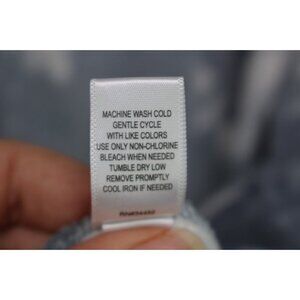 MACHINE WASH COLD
GENTLE CYCLE
WITH LIKE COLORS
USE ONLY NON-CHLORINE
BLEACH WHEN NEEDED
TUMBLE DRY LOW
REMOVE PROMPTLY
COOL IRON IF NEEDED